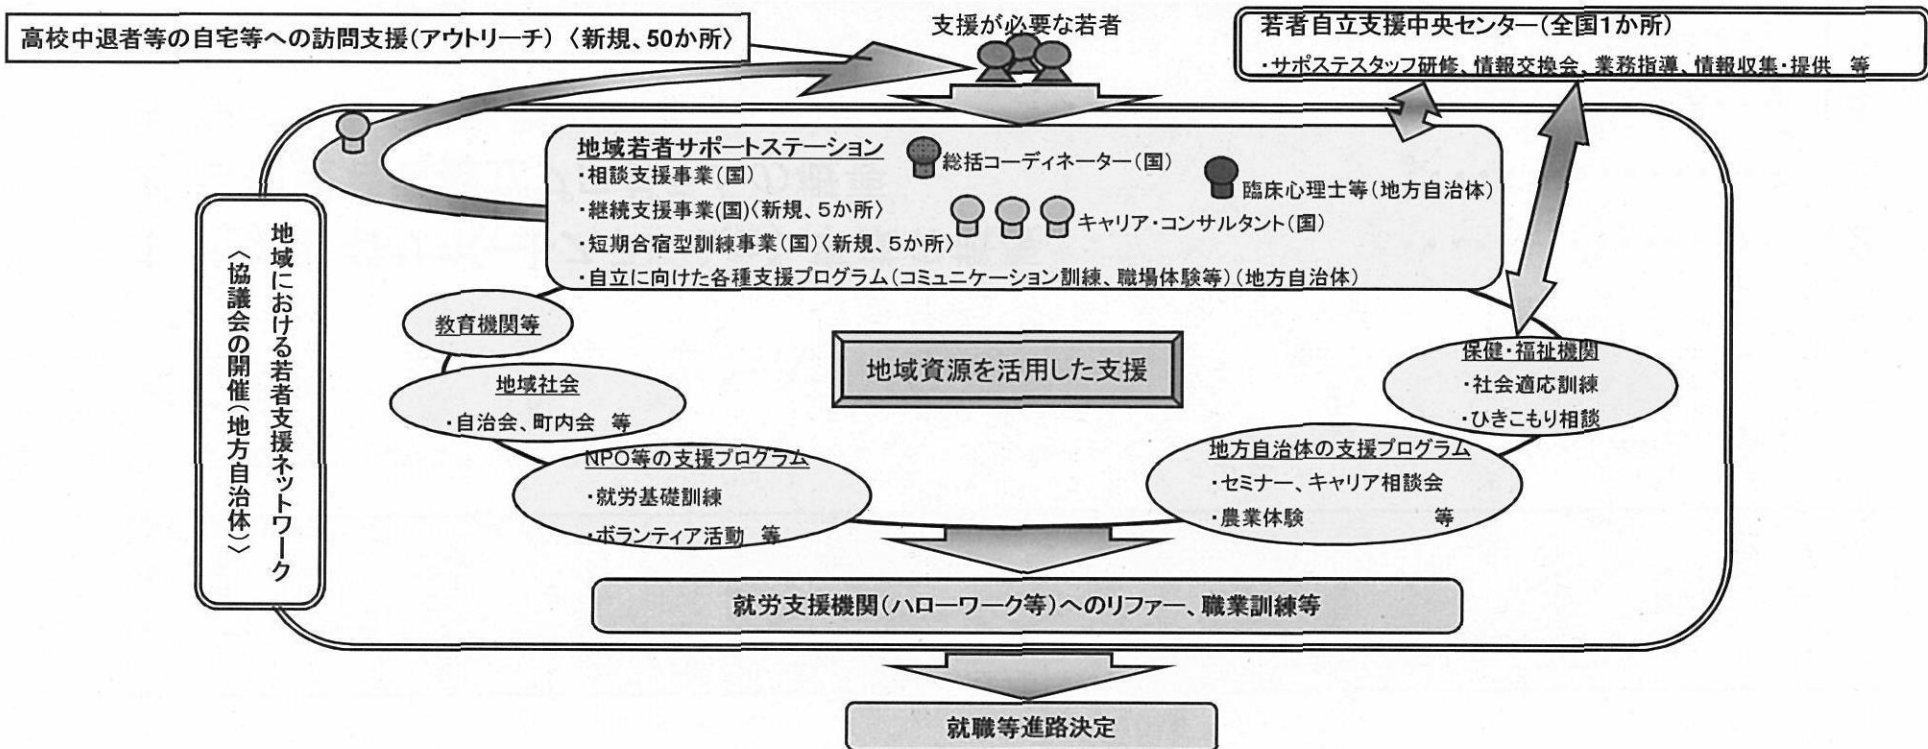 支援が必要な若者
高校中退者等の自宅等への訪問支援(アウトリーチ) 〈新規、50か所〉
若者自立支援中央センター(全国1か所)
・サポステスタッフ研修、情報交換会、業務指導、情報収集・提供 等
地域若者サポートステーション
・相談支援事業(国)
・継続支援事業(国)〈新規、5か所〉
・短期合宿型訓練事業(国)〈新規、5か所〉
・自立に向けた各種支援プログラム(コミュニケーション訓練、職場体験等)(地方自治体)
総括コーディネーター(国)
臨床心理士等(地方自治体)
キャリア・コンサルタント(国)
地域における若者支援ネットワーク
〈協議会の開催(地方自治体)〉
教育機関等
地域社会
・自治会、町内会 等
NPO等の支援プログラム
・就労基礎訓練
・ボランティア活動 等
地域資源を活用した支援
保健・福祉機関
・社会適応訓練
・ひきこもり相談
地方自治体の支援プログラム
・セミナー、キャリア相談会
・農業体験 等
就労支援機関(ハローワーク等)へのリファー、職業訓練等
就職等進路決定